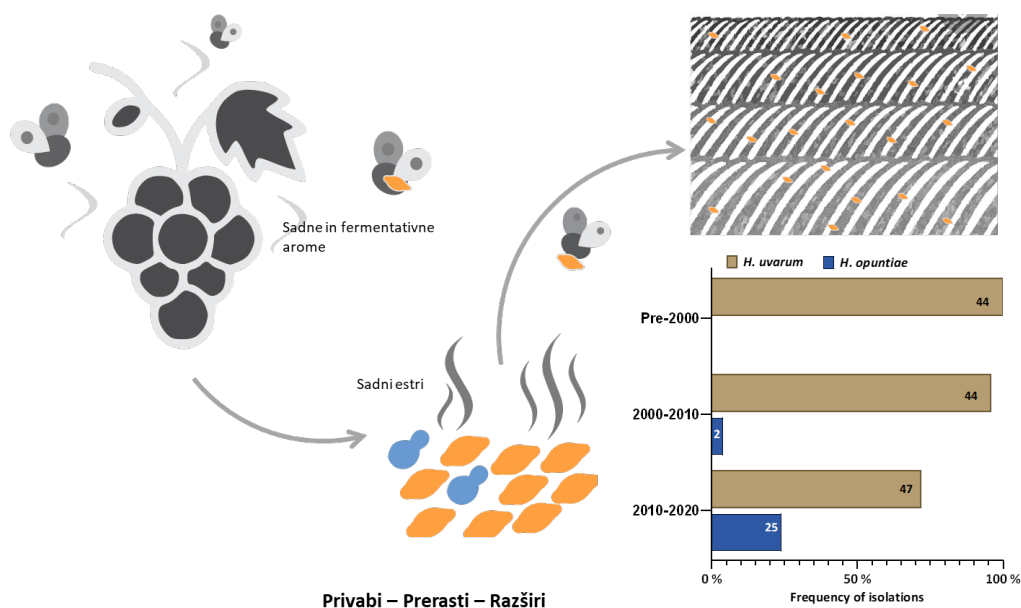 Sadne in fermentativne
arome
Sadni estri
Privabi – Prerasti – Razširi
H. uvarum
H. opuntiae
Pre-2000
44
2000-2010
44
2
2010-2020
47
25
0 %
50 %
100 %
Frequency of isolations